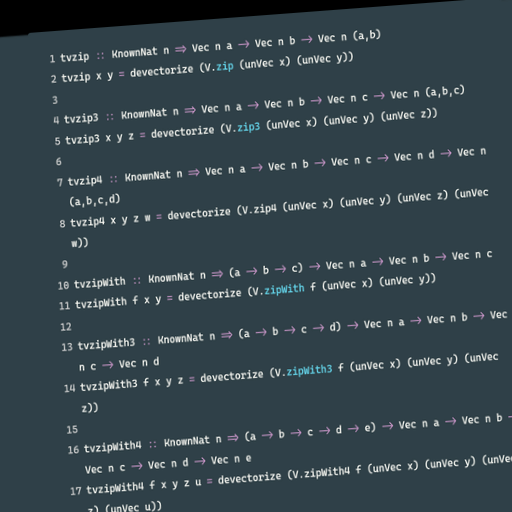 1 tvzip :: KnownNat n ⇒ Vec n a → Vec n b → Vec n (a,b)
2 tvzip x y = devectorize (V.zip (unVec x) (unVec y))
3
4 tvzip3 :: KnownNat n ⇒ Vec n a → Vec n b → Vec n c → Vec n (a,b,c)
5 tvzip3 x y z = devectorize (V.zip3 (unVec x) (unVec y) (unVec z))
6
7 tvzip4 :: KnownNat n ⇒ Vec n a → Vec n b → Vec n c → Vec n d → Vec n
(a,b,c,d)
8 tvzip4 x y z w = devectorize (V.zip4 (unVec x) (unVec y) (unVec z) (unVec
w))
9
10 tvzipWith :: KnownNat n ⇒ (a → b → c) → Vec n a → Vec n b → Vec n c
11 tvzipWith f x y = devectorize (V.zipWith f (unVec x) (unVec y))
12
13 tvzipWith3 :: KnownNat n ⇒ (a → b → c → d) → Vec n a → Vec n b → Vec
n c → Vec n d
14 tvzipWith3 f x y z = devectorize (V.zipWith3 f (unVec x) (unVec y) (unVec
z))
15
16 tvzipWith4 :: KnownNat n ⇒ (a → b → c → d → e) → Vec n a → Vec n b →
Vec n c → Vec n d → Vec n e
17 tvzipWith4 f x y z u = devectorize (V.zipWith4 f (unVec x) (unVec y) (unVec
z) (unVec u))